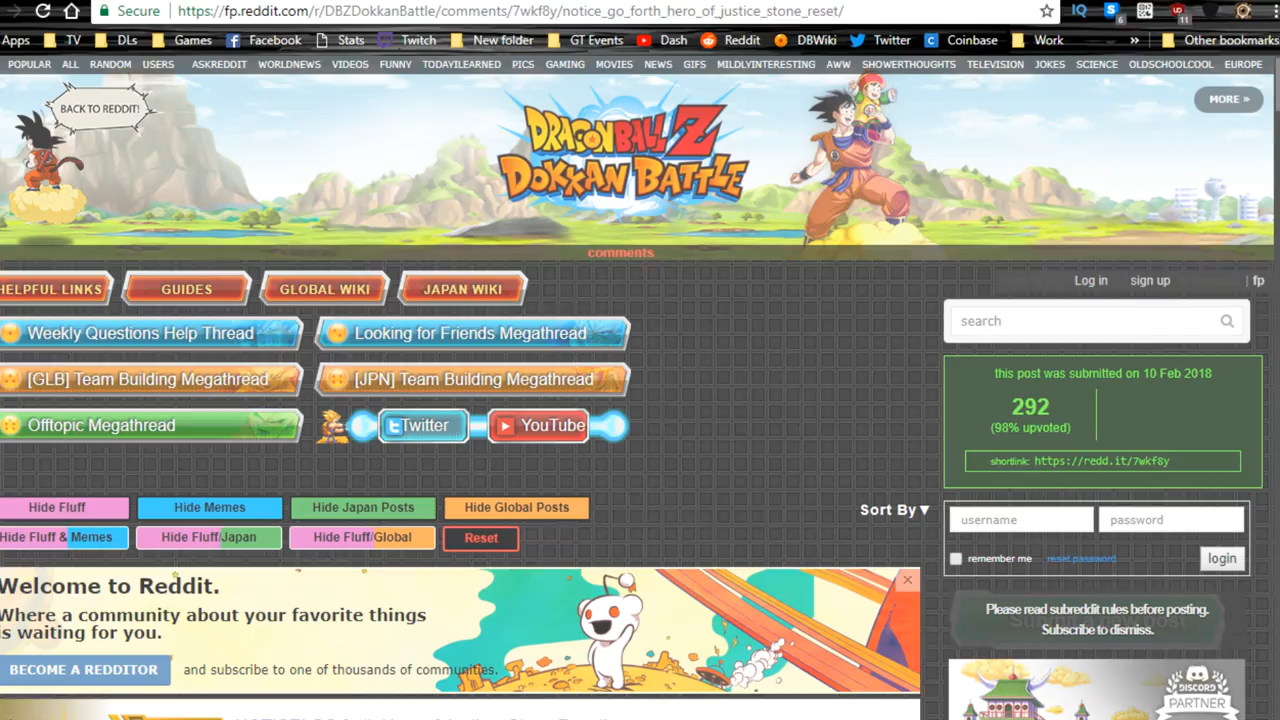 Secure https://fp.reddit.com/r/DBZDokkanBattle/comments/7wkf8y/notice_go_forth_hero_of_justice_stone_reset/
IQ
S
6
11
Apps TV DLs Games Facebook Stats Twitch New folder GT Events Dash Reddit DBWiki Twitter Coinbase Work » Other bookmarks
POPULAR ALL RANDOM USERS ASKREDDIT WORLDNEWS VIDEOS FUNNY TODAYILEARNED PICS GAMING MOVIES NEWS GIFS MILDLYINTERESTING AWW SHOWERTHOUGHTS TELEVISION JOKES SCIENCE OLDSCHOOLCOOL EUROPE
BACK TO REDDIT!
MORE »
DRAGONBALL Z
DOKKAN BATTLE
comments
HELPFUL LINKS GUIDES GLOBAL WIKI JAPAN WIKI
Log in sign up | fp
search
Weekly Questions Help Thread Looking for Friends Megathread
[GLB] Team Building Megathread [JPN] Team Building Megathread
Offtopic Megathread Twitter YouTube
this post was submitted on 10 Feb 2018
292
(98% upvoted)
shortlink: https://redd.it/7wkf8y
Hide Fluff Hide Memes Hide Japan Posts Hide Global Posts
Hide Fluff & Memes Hide Fluff/Japan Hide Fluff/Global Reset
Sort By▼
username password
remember me reset password login
Please read subreddit rules before posting.
Subscribe to dismiss.
Welcome to Reddit.
Where a community about your favorite things
is waiting for you.
BECOME A REDDITOR and subscribe to one of thousands of communities.
×
DISCORD
PARTNER